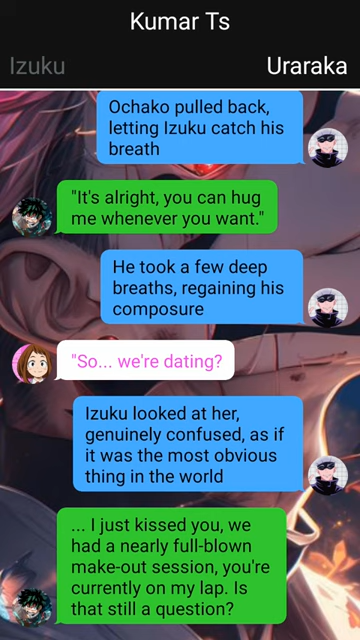 Kumar Ts
Izuku
Uraraka
Ochako pulled back,
letting Izuku catch his
breath
"It's alright, you can hug
me whenever you want."
He took a few deep
breaths, regaining his
composure
"So... we're dating?
Izuku looked at her,
genuinely confused, as if
it was the most obvious
thing in the world
... I just kissed you, we
had a nearly full-blown
make-out session, you're
currently on my lap. Is
that still a question?